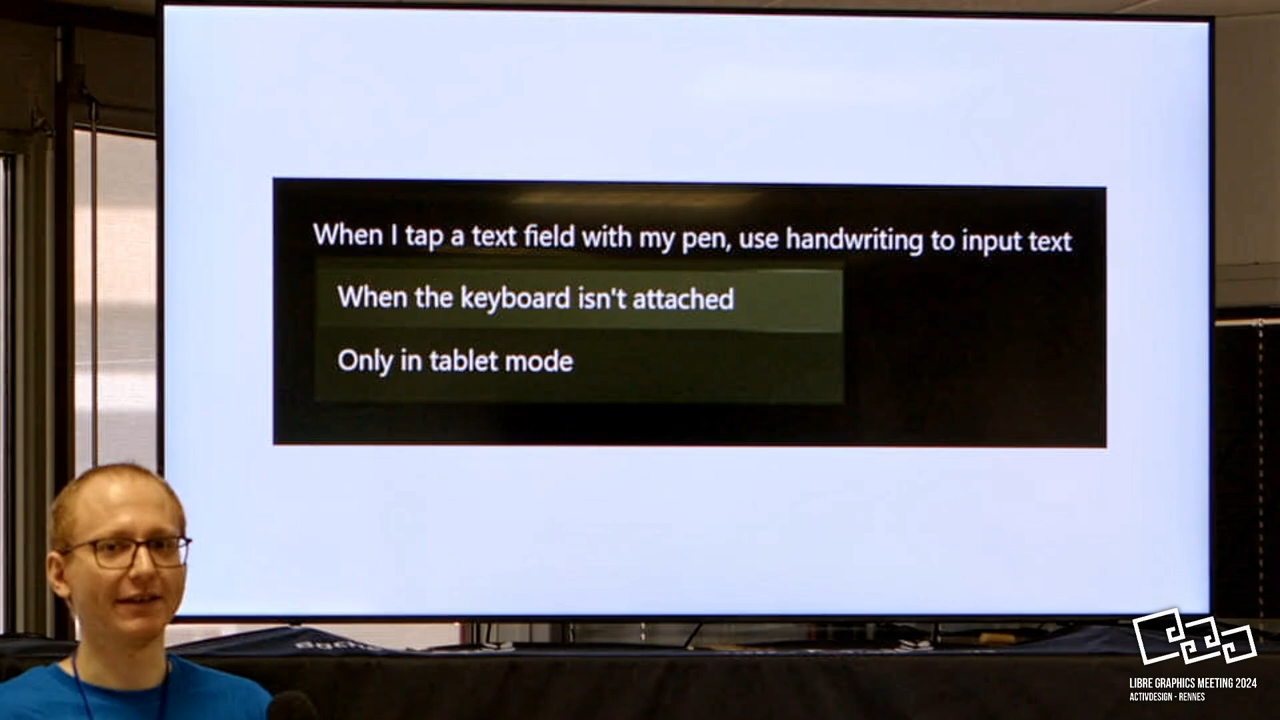 When I tap a text field with my pen, use handwriting to input text
When the keyboard isn't attached
Only in tablet mode
LIBRE GRAPHICS MEETING 2024
ACTIVDESIGN - RENNES